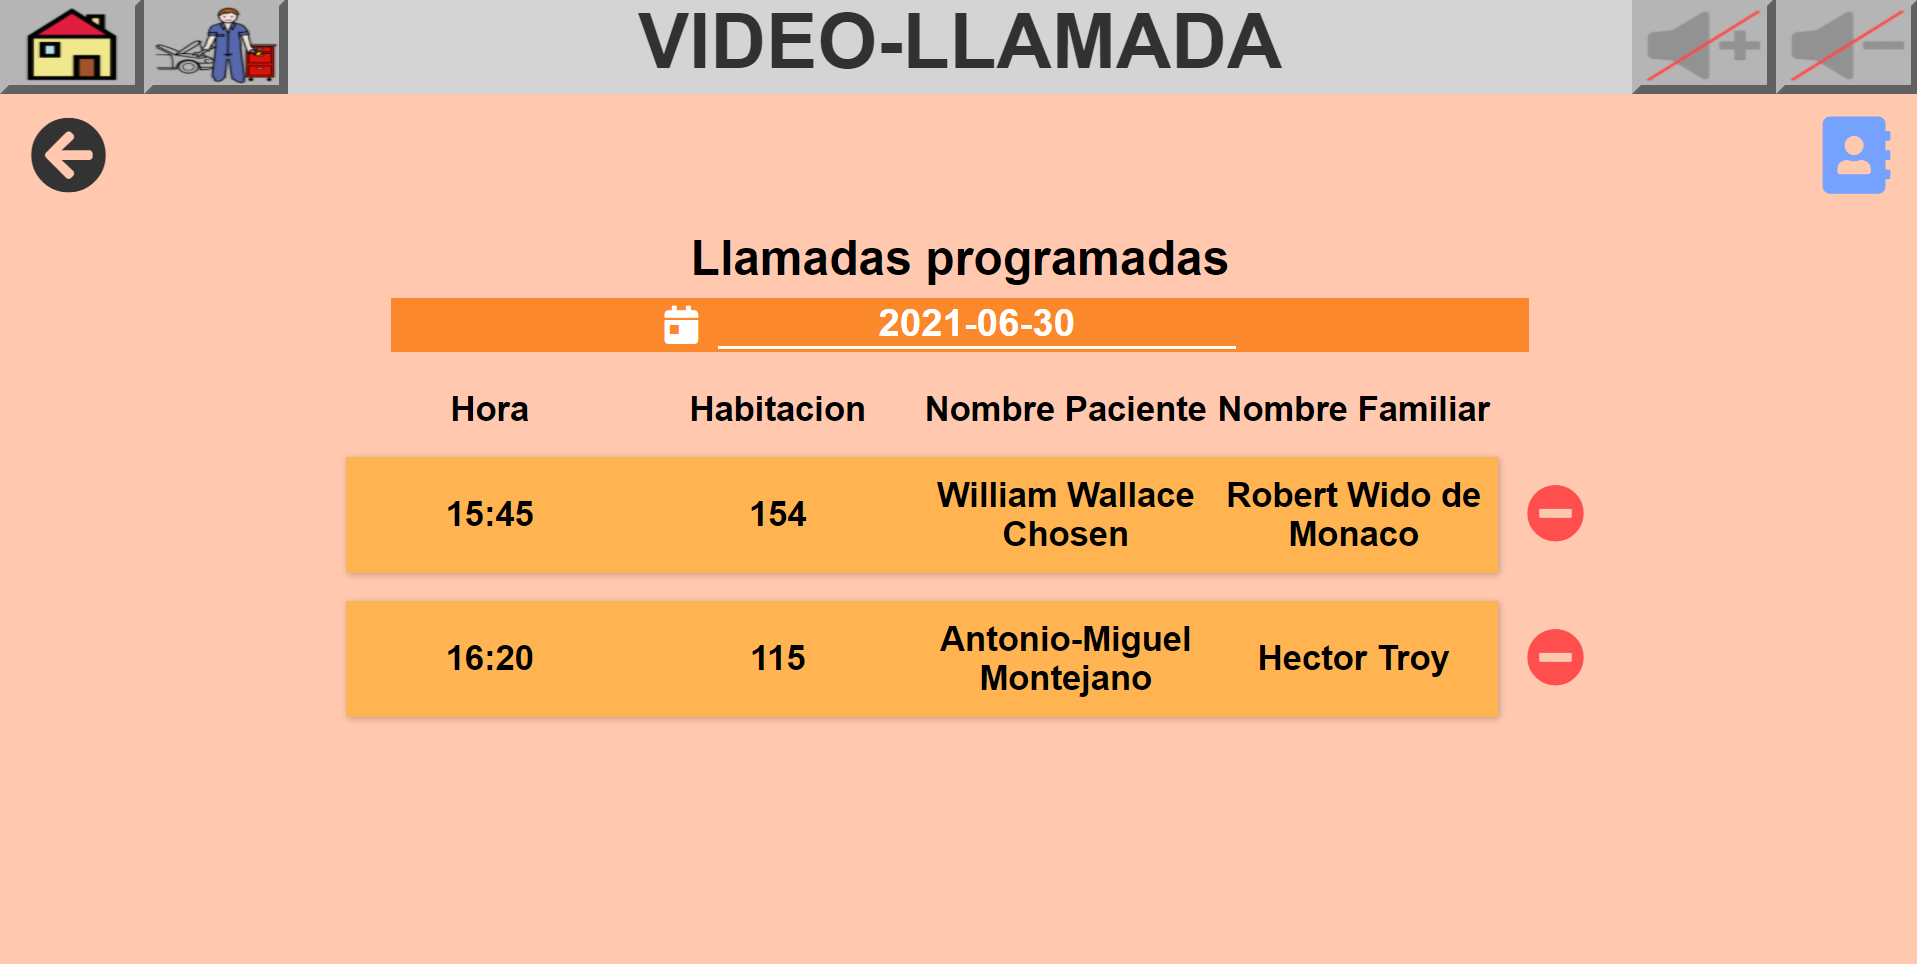 VIDEO-LLAMADA
Llamadas programadas
2021-06-30
Hora Habitacion Nombre Paciente Nombre Familiar
15:45 154 William Wallace Chosen Robert Wido de Monaco
16:20 115 Antonio-Miguel Montejano Hector Troy